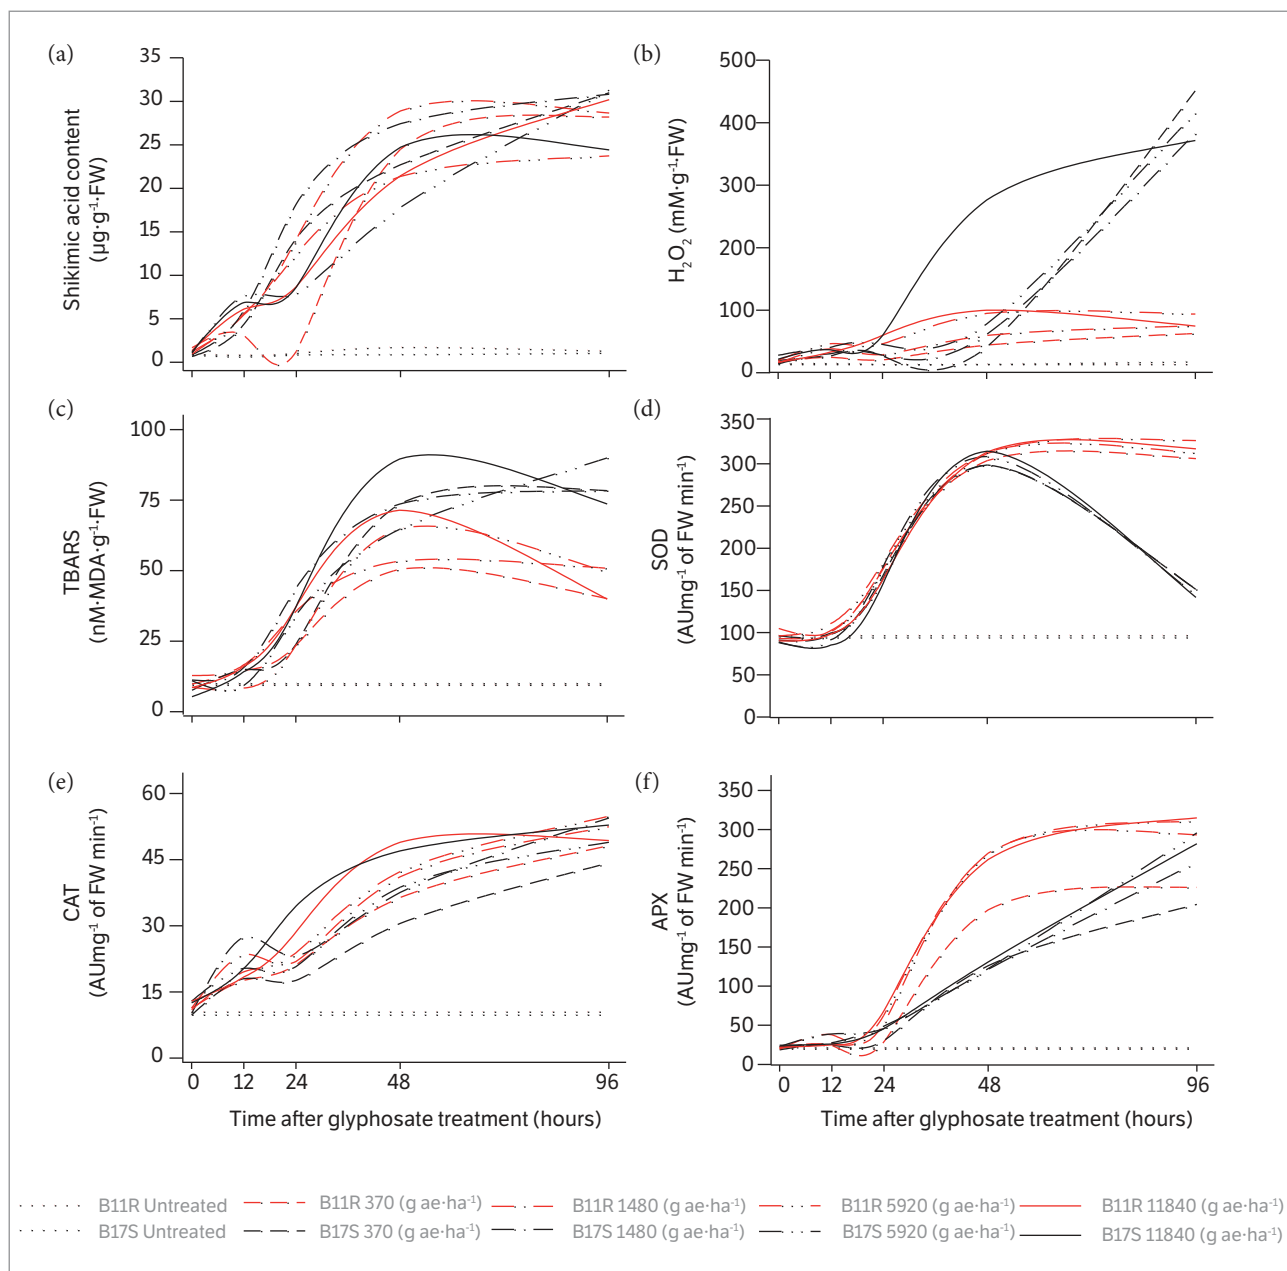 (a)
Shikimic acid content
(µg·g⁻¹·FW)
35
30
25
20
15
10
5
0
(b)
H₂O₂ (mM·g⁻¹·FW)
500
400
300
200
100
0
(c)
TBARS
(nM·MDA·g⁻¹·FW)
100
75
50
25
0
(d)
SOD
(AUmg⁻¹ of FW min⁻¹)
350
300
250
200
150
100
50
0
(e)
CAT
(AUmg⁻¹ of FW min⁻¹)
60
45
30
15
0
0 12 24 48 96
Time after glyphosate treatment (hours)
(f)
APX
(AUmg⁻¹ of FW min⁻¹)
350
300
250
200
150
100
50
0
0 12 24 48 96
Time after glyphosate treatment (hours)
B11R Untreated B11R 370 (g ae·ha⁻¹) B11R 1480 (g ae·ha⁻¹) B11R 5920 (g ae·ha⁻¹) B11R 11840 (g ae·ha⁻¹)
B17S Untreated B17S 370 (g ae·ha⁻¹) B17S 1480 (g ae·ha⁻¹) B17S 5920 (g ae·ha⁻¹) B17S 11840 (g ae·ha⁻¹)